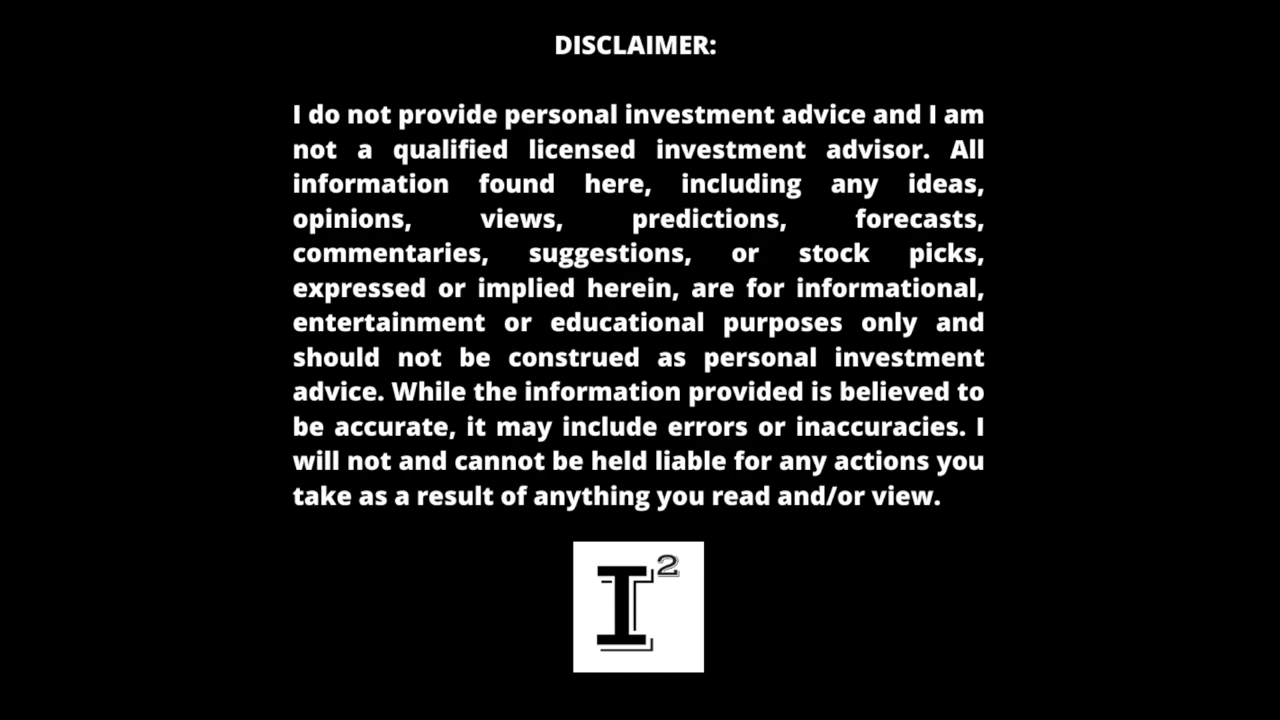 DISCLAIMER:
I do not provide personal investment advice and I am
not a qualified licensed investment advisor. All
information found here, including any ideas,
opinions, views, predictions, forecasts,
commentaries, suggestions, or stock picks,
expressed or implied herein, are for informational,
entertainment or educational purposes only and
should not be construed as personal investment
advice. While the information provided is believed to
be accurate, it may include errors or inaccuracies. I
will not and cannot be held liable for any actions you
take as a result of anything you read and/or view.
I²